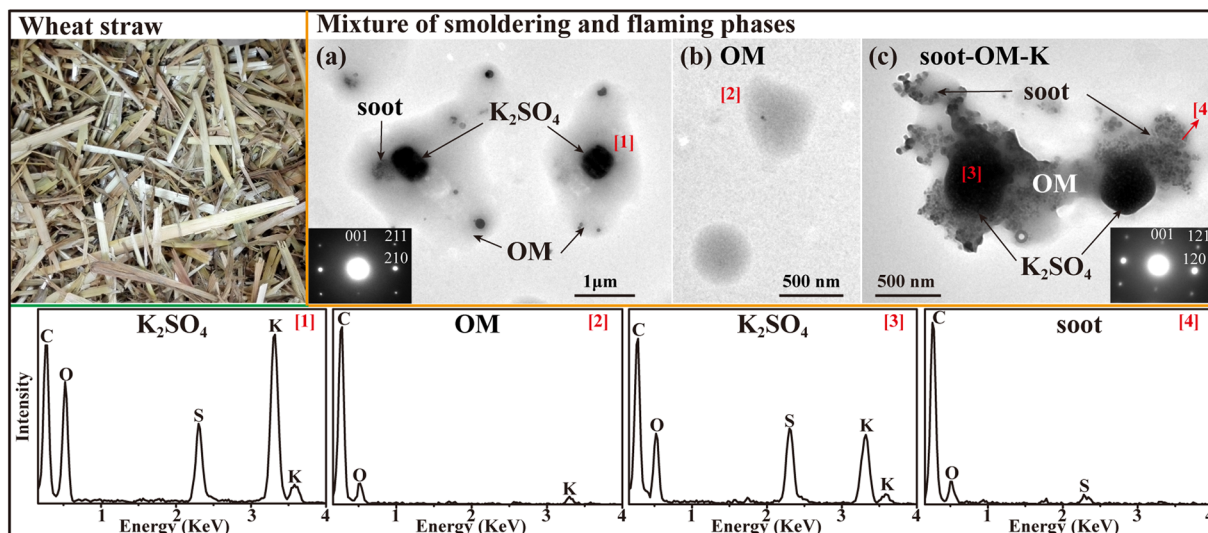 Wheat straw
Mixture of smoldering and flaming phases
(a)
soot
K₂SO₄
[1]
OM
001
211
210
1μm
(b) OM
[2]
500 nm
(c) soot-OM-K
soot
[4]
[3]
OM
K₂SO₄
500 nm
001
121
120
K₂SO₄ [1]
C
O
S
K
K
Intensity
1 2 3 4
Energy (KeV)
OM [2]
C
O
K
1 2 3 4
Energy (KeV)
K₂SO₄ [3]
C
O
S
K
K
1 2 3 4
Energy (KeV)
soot [4]
C
O
S
1 2 3 4
Energy (KeV)